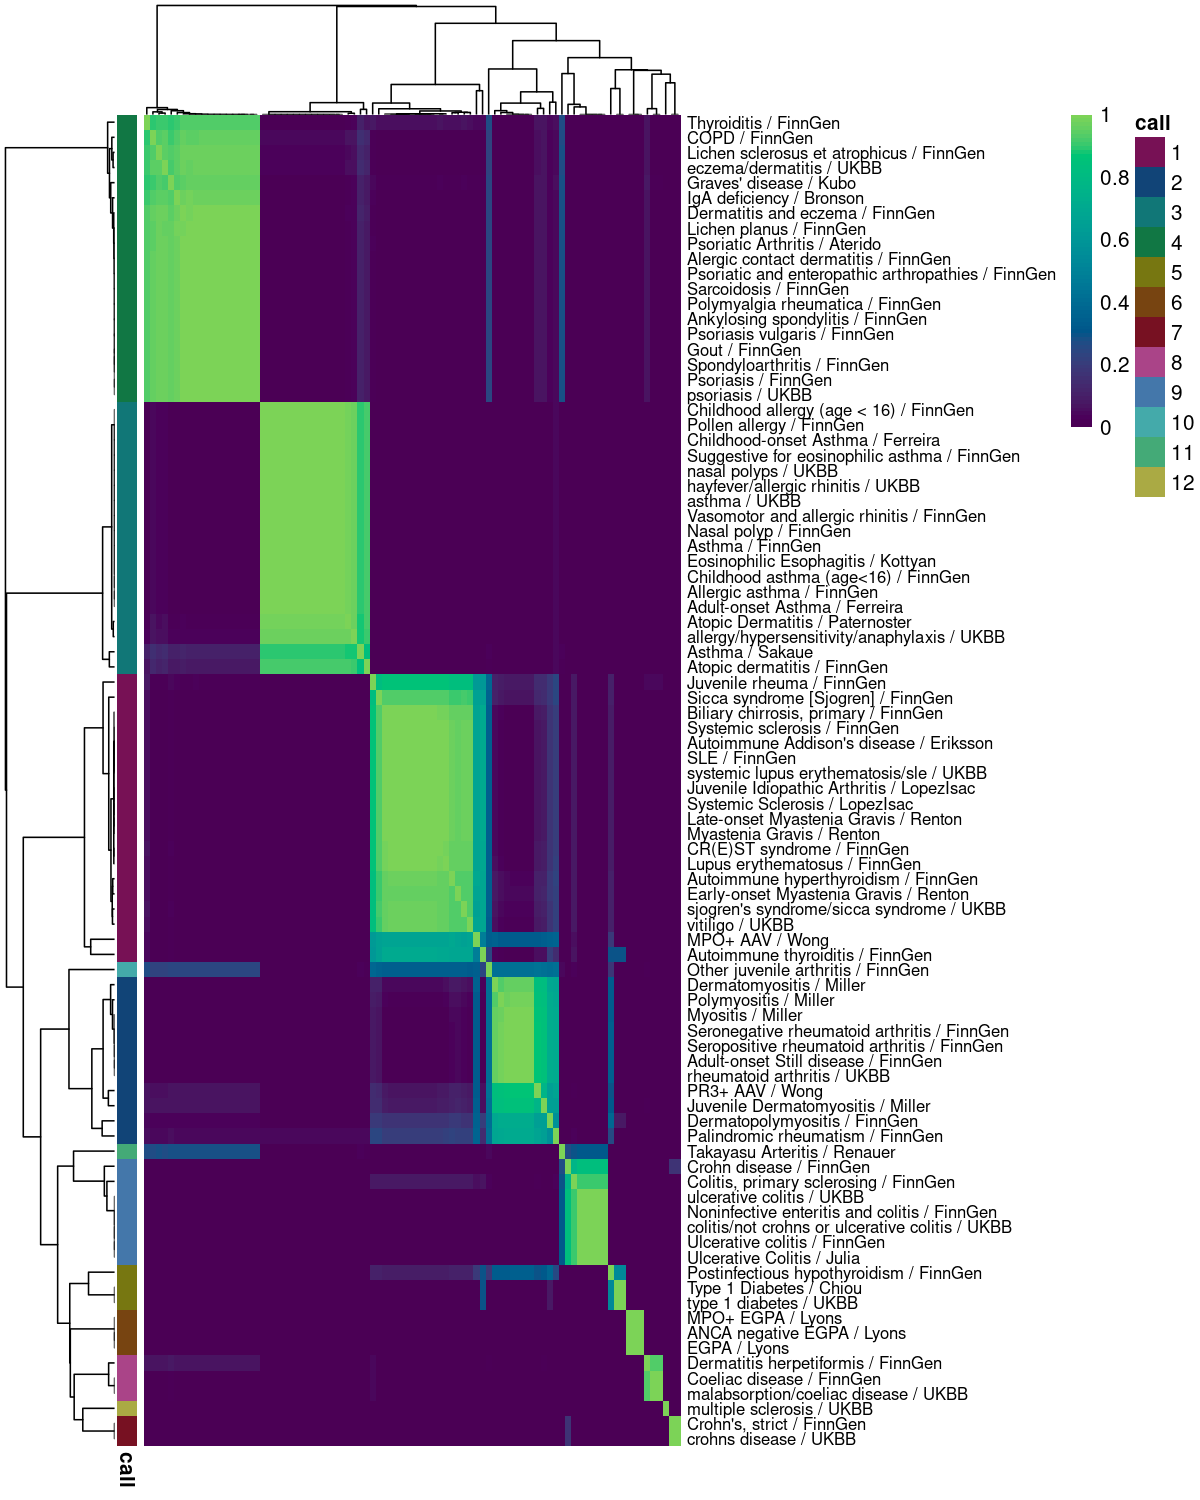 Thyroiditis / FinnGen
COPD / FinnGen
Lichen sclerosus et atrophicus / FinnGen
eczema/dermatitis / UKBB
Graves' disease / Kubo
IgA deficiency / Bronson
Dermatitis and eczema / FinnGen
Lichen planus / FinnGen
Psoriatic Arthritis / Aterido
Alergic contact dermatitis / FinnGen
Psoriatic and enteropathic arthropathies / FinnGen
Sarcoidosis / FinnGen
Polymyalgia rheumatica / FinnGen
Ankylosing spondylitis / FinnGen
Psoriasis vulgaris / FinnGen
Gout / FinnGen
Spondyloarthritis / FinnGen
Psoriasis / FinnGen
psoriasis / UKBB
Childhood allergy (age < 16) / FinnGen
Pollen allergy / FinnGen
Childhood-onset Asthma / Ferreira
Suggestive for eosinophilic asthma / FinnGen
nasal polyps / UKBB
hayfever/allergic rhinitis / UKBB
asthma / UKBB
Vasomotor and allergic rhinitis / FinnGen
Nasal polyp / FinnGen
Asthma / FinnGen
Eosinophilic Esophagitis / Kottyan
Childhood asthma (age<16) / FinnGen
Allergic asthma / FinnGen
Adult-onset Asthma / Ferreira
Atopic Dermatitis / Paternoster
allergy/hypersensitivity/anaphylaxis / UKBB
Asthma / Sakaue
Atopic dermatitis / FinnGen
Juvenile rheuma / FinnGen
Sicca syndrome [Sjogren] / FinnGen
Biliary chirrosis, primary / FinnGen
Systemic sclerosis / FinnGen
Autoimmune Addison's disease / Eriksson
SLE / FinnGen
systemic lupus erythematosis/sle / UKBB
Juvenile Idiopathic Arthritis / LopezIsac
Systemic Sclerosis / LopezIsac
Late-onset Myastenia Gravis / Renton
Myastenia Gravis / Renton
CR(E)ST syndrome / FinnGen
Lupus erythematosus / FinnGen
Autoimmune hyperthyroidism / FinnGen
Early-onset Myastenia Gravis / Renton
sjogren's syndrome/sicca syndrome / UKBB
vitiligo / UKBB
MPO+ AAV / Wong
Autoimmune thyroiditis / FinnGen
Other juvenile arthritis / FinnGen
Dermatomyositis / Miller
Polymyositis / Miller
Myositis / Miller
Seronegative rheumatoid arthritis / FinnGen
Seropositive rheumatoid arthritis / FinnGen
Adult-onset Still disease / FinnGen
rheumatoid arthritis / UKBB
PR3+ AAV / Wong
Juvenile Dermatomyositis / Miller
Dermatopolymyositis / FinnGen
Palindromic rheumatism / FinnGen
Takayasu Arteritis / Renauer
Crohn disease / FinnGen
Colitis, primary sclerosing / FinnGen
ulcerative colitis / UKBB
Noninfective enteritis and colitis / FinnGen
colitis/not crohns or ulcerative colitis / UKBB
Ulcerative colitis / FinnGen
Ulcerative Colitis / Julia
Postinfectious hypothyroidism / FinnGen
Type 1 Diabetes / Chiou
type 1 diabetes / UKBB
MPO+ EGPA / Lyons
ANCA negative EGPA / Lyons
EGPA / Lyons
Dermatitis herpetiformis / FinnGen
Coeliac disease / FinnGen
malabsorption/coeliac disease / UKBB
multiple sclerosis / UKBB
Crohn's, strict / FinnGen
crohns disease / UKBB
call
1
0.8
0.6
0.4
0.2
0
call
1
2
3
4
5
6
7
8
9
10
11
12